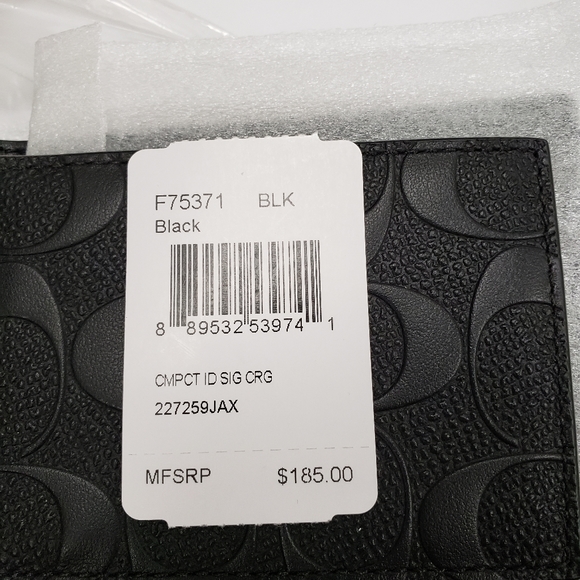 F75371 BLK
Black
8 89532 53974 1
CMPCT ID SIG CRG
227259JAX
MFSRP $185.00